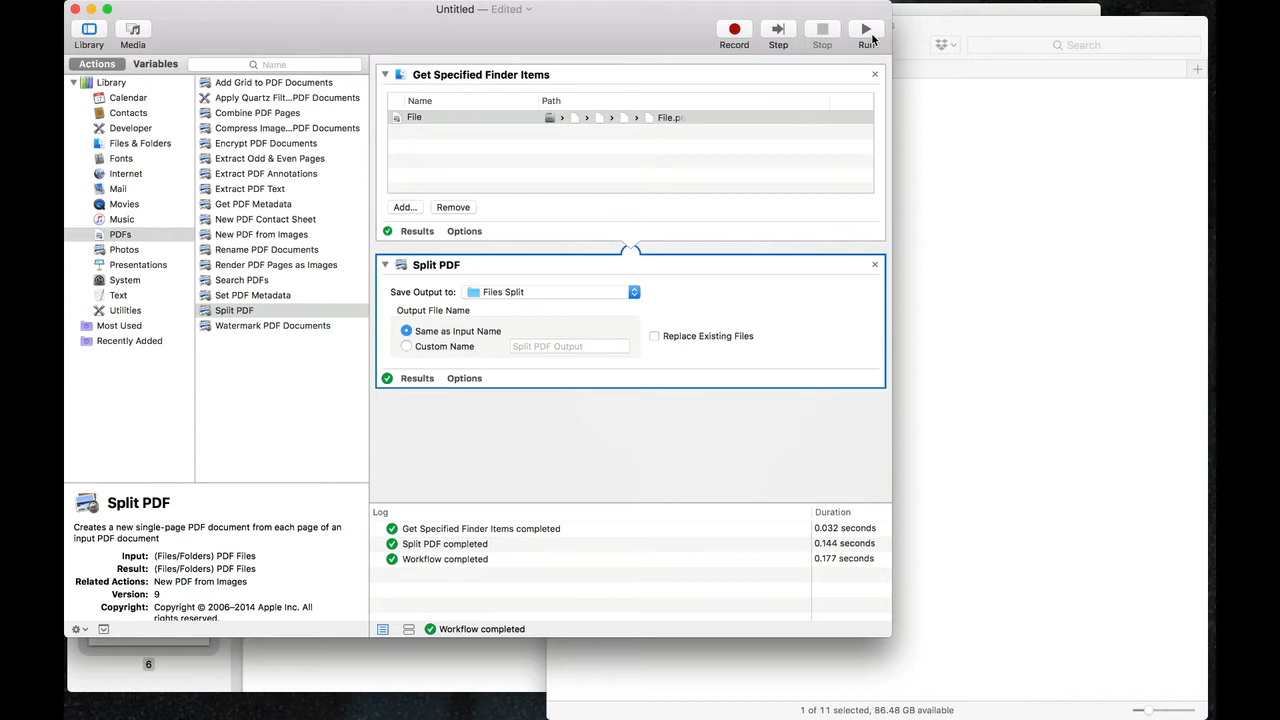 Untitled — Edited
Library
Media
Record
Step
Stop
Run
Search
Actions
Variables
Name
Library
Calendar
Contacts
Developer
Files & Folders
Fonts
Internet
Mail
Movies
Music
PDFs
Photos
Presentations
System
Text
Utilities
Most Used
Recently Added
Add Grid to PDF Documents
Apply Quartz Filt...PDF Documents
Combine PDF Pages
Compress Image...PDF Documents
Encrypt PDF Documents
Extract Odd & Even Pages
Extract PDF Annotations
Extract PDF Text
Get PDF Metadata
New PDF Contact Sheet
New PDF from Images
Rename PDF Documents
Render PDF Pages as Images
Search PDFs
Set PDF Metadata
Split PDF
Watermark PDF Documents
Get Specified Finder Items
Name Path
File File.pd
Add... Remove
Results Options
Split PDF
Save Output to: Files Split
Output File Name
Same as Input Name
Custom Name Split PDF Output
Replace Existing Files
Results Options
Split PDF
Creates a new single-page PDF document from each page of an
input PDF document
Input: (Files/Folders) PDF Files
Result: (Files/Folders) PDF Files
Related Actions: New PDF from Images
Version: 9
Copyright: Copyright © 2006–2014 Apple Inc. All
rights reserved.
Log Duration
Get Specified Finder Items completed 0.032 seconds
Split PDF completed 0.144 seconds
Workflow completed 0.177 seconds
Workflow completed
6
1 of 11 selected, 86.48 GB available